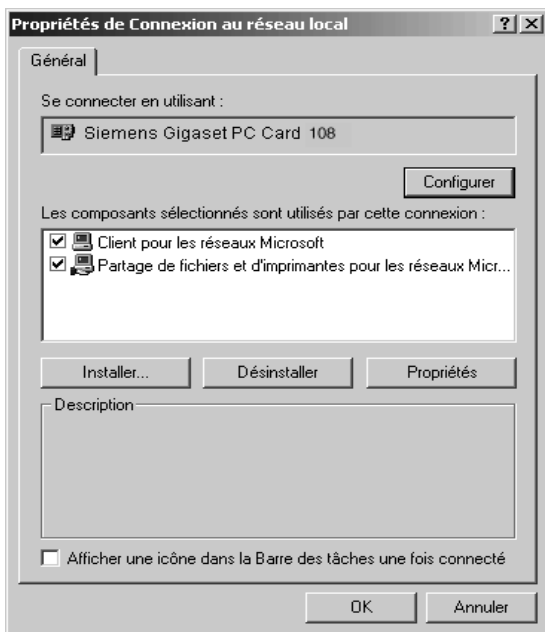 Propriétés de Connexion au réseau local
Général
Se connecter en utilisant :
Siemens Gigaset PC Card 108
Configurer
Les composants sélectionnés sont utilisés par cette connexion :
Client pour les réseaux Microsoft
Partage de fichiers et d'imprimantes pour les réseaux Micr...
Installer... Désinstaller Propriétés
Description
Afficher une icône dans la Barre des tâches une fois connecté
OK Annuler